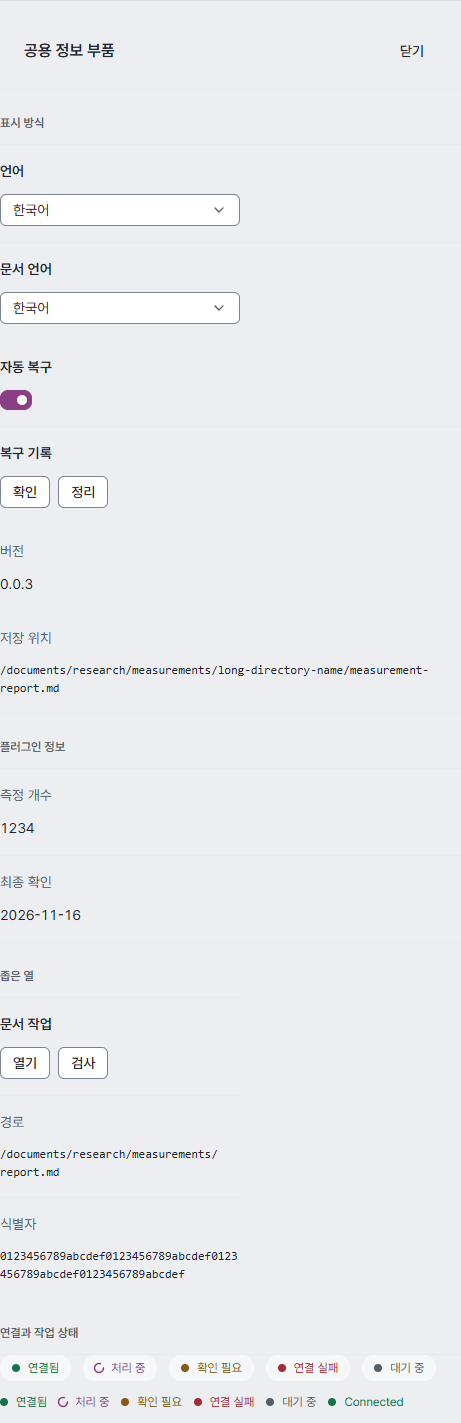 공용 정보 부품
닫기
표시 방식
언어
한국어
문서 언어
한국어
자동 복구
복구 기록
확인 정리
버전
0.0.3
저장 위치
/documents/research/measurements/long-directory-name/measurement-
report.md
플러그인 정보
측정 개수
1234
최종 확인
2026-11-16
좁은 열
문서 작업
열기 검사
경로
/documents/research/measurements/
report.md
식별자
0123456789abcdef0123456789abcdef0123
456789abcdef0123456789abcdef
연결과 작업 상태
연결됨 처리 중 확인 필요 연결 실패 대기 중
연결됨 처리 중 확인 필요 연결 실패 대기 중 Connected